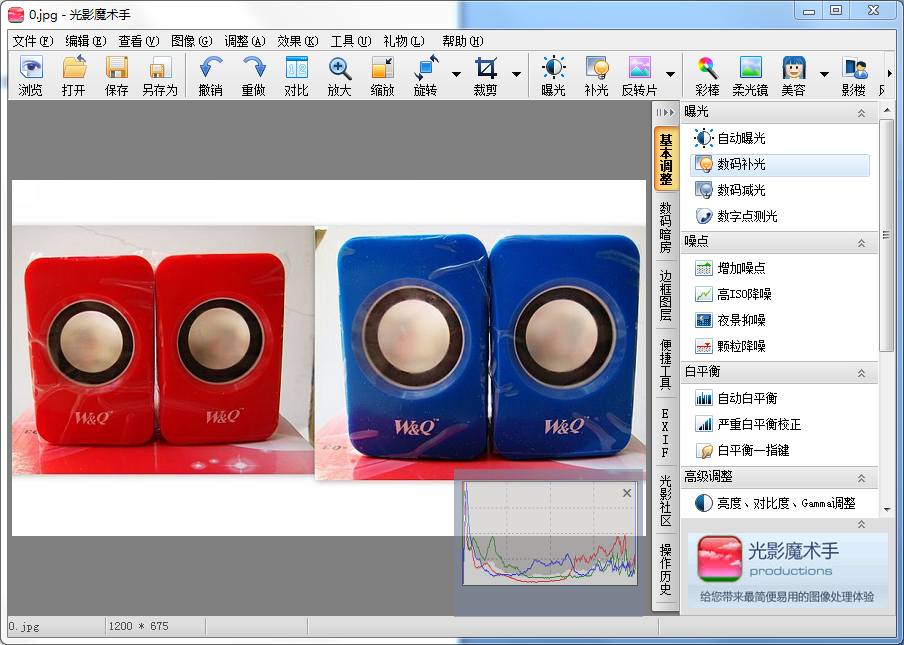 0.jpg - 光影魔术手
文件(F) 编辑(E) 查看(V) 图像(G) 调整(A) 效果(K) 工具(U) 礼物(L) 帮助(H)
浏览 打开 保存 另存为 撤销 重做 对比 放大 缩放 旋转 裁剪 曝光 补光 反转片 彩棒 柔光镜 美容 影楼
基本调整
数码暗房
边框图层
便捷工具
EXIF
光影社区
操作历史
曝光
自动曝光
数码补光
数码减光
数字点测光
噪点
增加噪点
高ISO降噪
夜景抑噪
颗粒降噪
白平衡
自动白平衡
严重白平衡校正
白平衡一指键
高级调整
亮度、对比度、Gamma调整
光影魔术手
productions
给您带来最简便易用的图像处理体验
W&Q™ W&Q™ W&Q™ W&Q™
0.jpg 1200 * 675